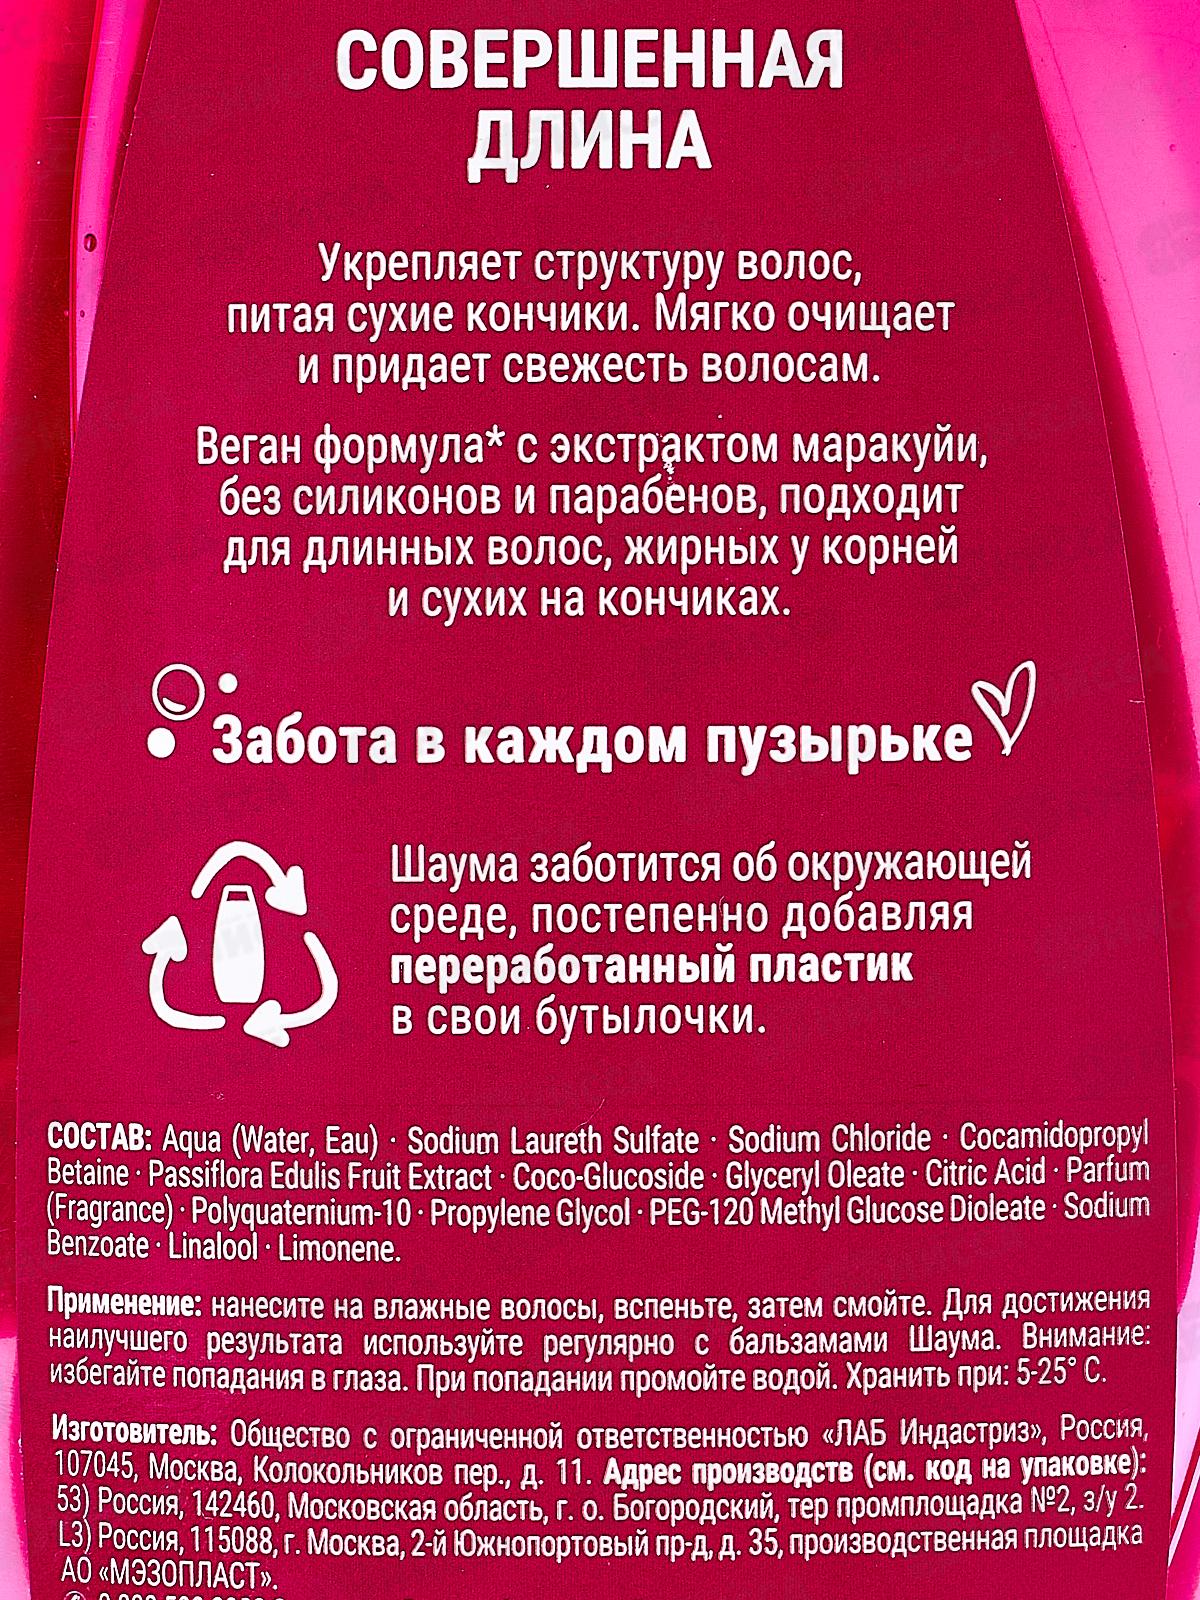 СОВЕРШЕННАЯ
ДЛИНА
Укрепляет структуру волос,
питая сухие кончики. Мягко очищает
и придает свежесть волосам.
Веган формула* с экстрактом маракуйи,
без силиконов и парабенов, подходит
для длинных волос, жирных у корней
и сухих на кончиках.
Забота в каждом пузырьке
Шаума заботится об окружающей
среде, постепенно добавляя
переработанный пластик
в свои бутылочки.
СОСТАВ: Aqua (Water, Eau) · Sodium Laureth Sulfate · Sodium Chloride · Cocamidopropyl
Betaine · Passiflora Edulis Fruit Extract · Coco-Glucoside · Glyceryl Oleate · Citric Acid · Parfum
(Fragrance) · Polyquaternium-10 · Propylene Glycol · PEG-120 Methyl Glucose Dioleate · Sodium
Benzoate · Linalool · Limonene.
Применение: нанесите на влажные волосы, вспеньте, затем смойте. Для достижения
наилучшего результата используйте регулярно с бальзамами Шаума. Внимание:
избегайте попадания в глаза. При попадании промойте водой. Хранить при: 5-25° С.
Изготовитель: Общество с ограниченной ответственностью «ЛАБ Индастриз», Россия,
107045, Москва, Колокольников пер., д. 11. Адрес производств (см. код на упаковке):
53) Россия, 142460, Московская область, г. о. Богородский, тер промплощадка №2, з/у 2.
L3) Россия, 115088, г. Москва, 2-й Южнопортовый пр-д, д. 35, производственная площадка
АО «МЭЗОПЛАСТ».